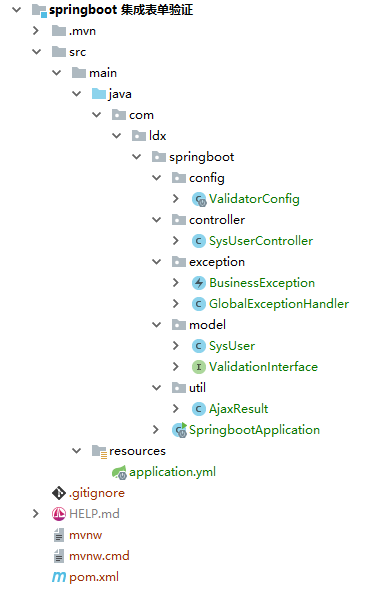 springboot 集成表单验证
.mvn
src
main
java
com
ldx
springboot
config
ValidatorConfig
controller
SysUserController
exception
BusinessException
GlobalExceptionHandler
model
SysUser
ValidationInterface
util
AjaxResult
SpringbootApplication
resources
application.yml
.gitignore
HELP.md
mvnw
mvnw.cmd
pom.xml